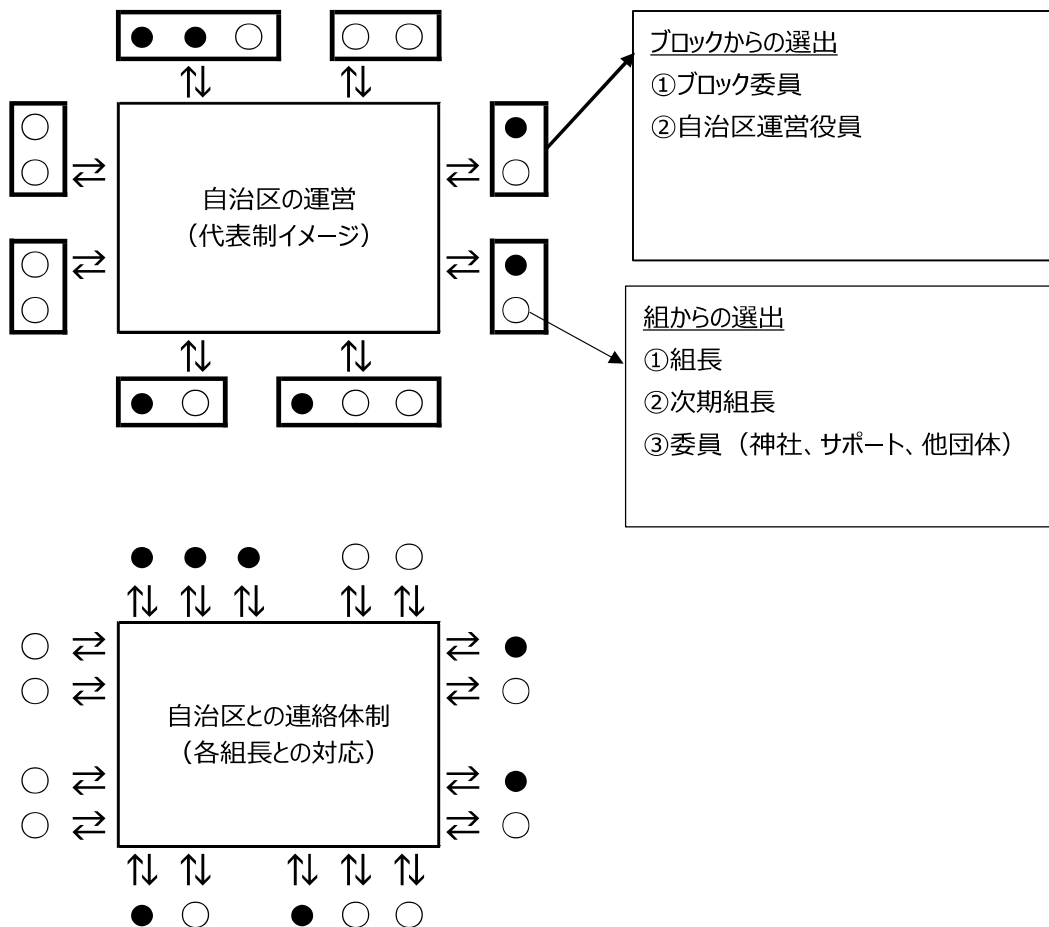 ブロックからの選出
①ブロック委員
②自治区運営役員
自治区の運営
（代表制イメージ）
組からの選出
①組長
②次期組長
③委員（神社、サポート、他団体）
自治区との連絡体制
（各組長との対応）